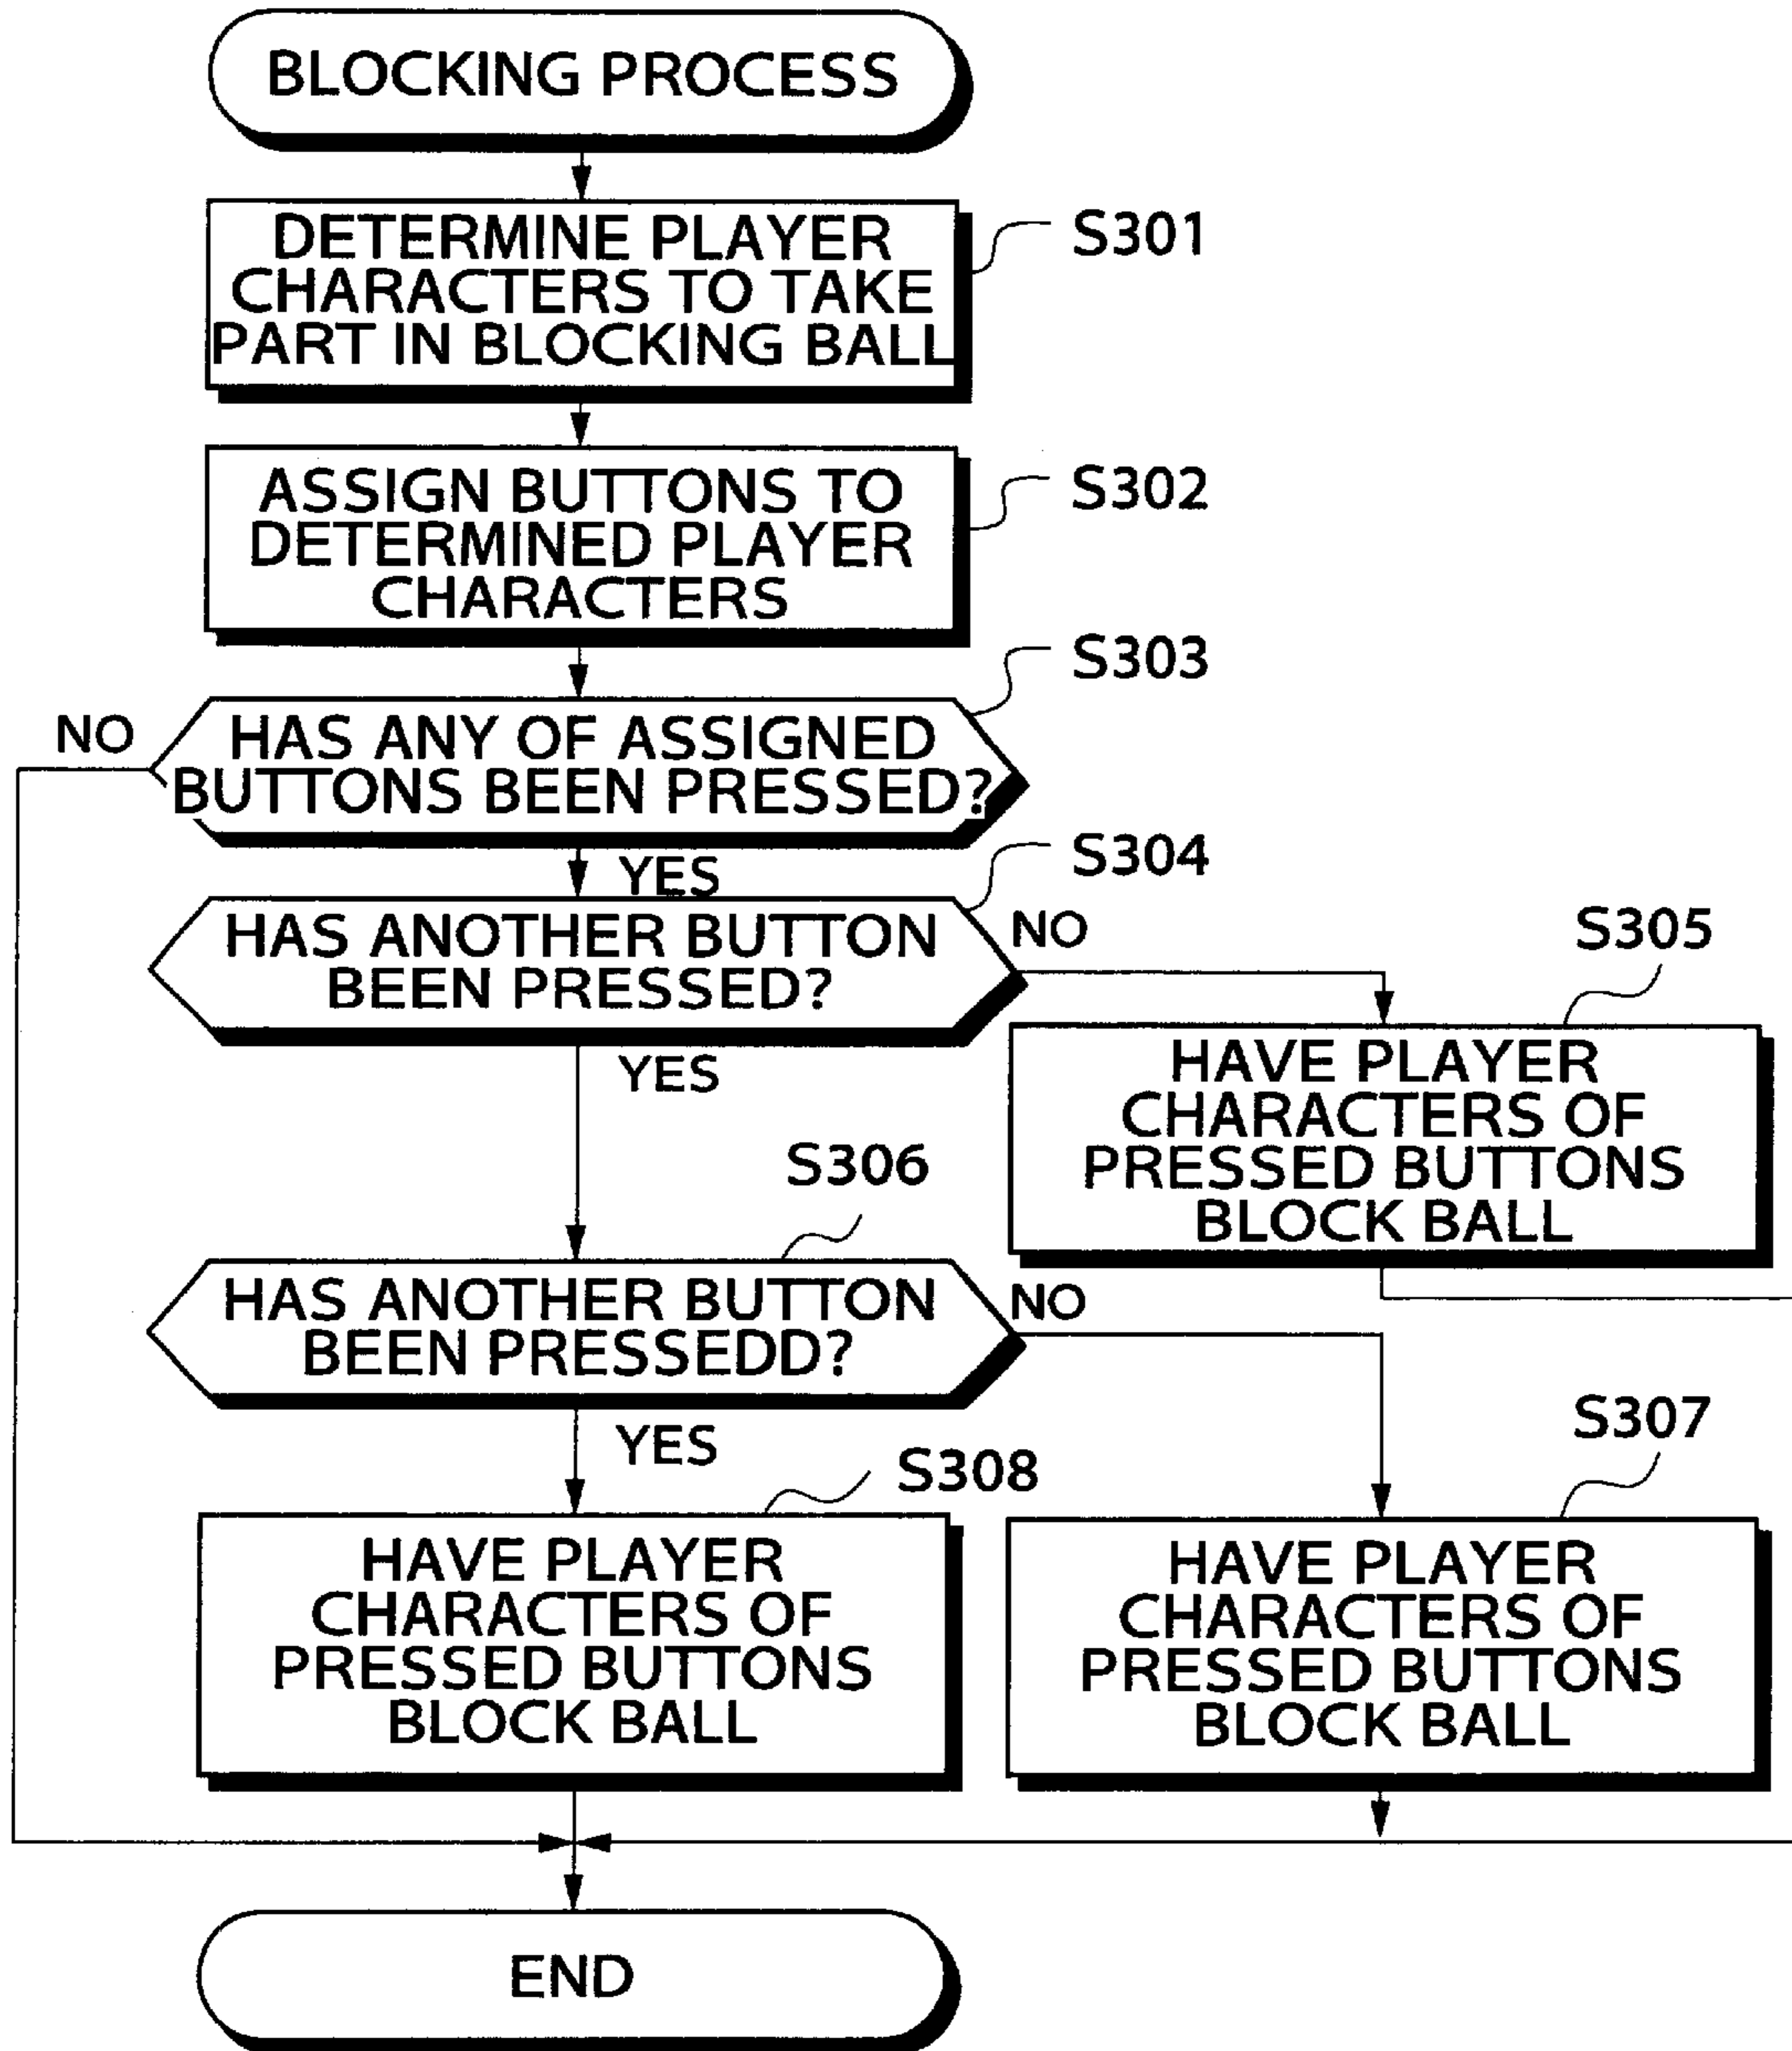 BLOCKING PROCESS
DETERMINE PLAYER
CHARACTERS TO TAKE
PART IN BLOCKING BALL
S301
ASSIGN BUTTONS TO
DETERMINED PLAYER
CHARACTERS
S302
S303
NO
HAS ANY OF ASSIGNED
BUTTONS BEEN PRESSED?
YES
S304
HAS ANOTHER BUTTON
BEEN PRESSED?
NO
YES
S305
HAVE PLAYER
CHARACTERS OF
PRESSED BUTTONS
BLOCK BALL
S306
HAS ANOTHER BUTTON
BEEN PRESSEDD?
NO
YES
S307
HAVE PLAYER
CHARACTERS OF
PRESSED BUTTONS
BLOCK BALL
S308
HAVE PLAYER
CHARACTERS OF
PRESSED BUTTONS
BLOCK BALL
END